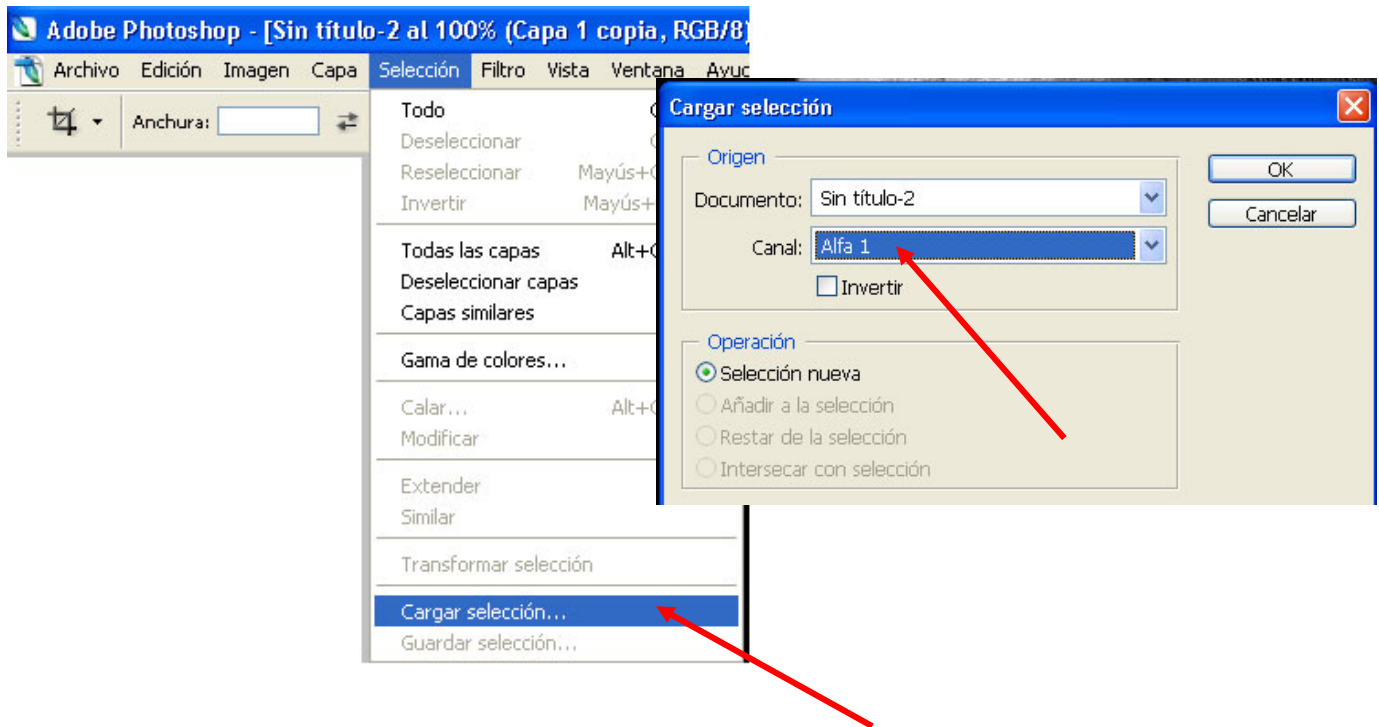 Adobe Photoshop - [Sin título-2 al 100% (Capa 1 copia, RGB/8)
Archivo Edición Imagen Capa Selección Filtro Vista Ventana
Anchura:
Todo
Deseleccionar
Reseleccionar Mayús+
Invertir Mayús+
Todas las capas Alt+
Deseleccionar capas
Capas similares
Gama de colores...
Calar... Alt+
Modificar
Extender
Similar
Transformar selección
Cargar selección...
Guardar selección...
Cargar selección
Origen
Documento: Sin título-2
Canal: Alfa 1
Invertir
OK
Cancelar
Operación
Selección nueva
Añadir a la selección
Restar de la selección
Intersecar con selección